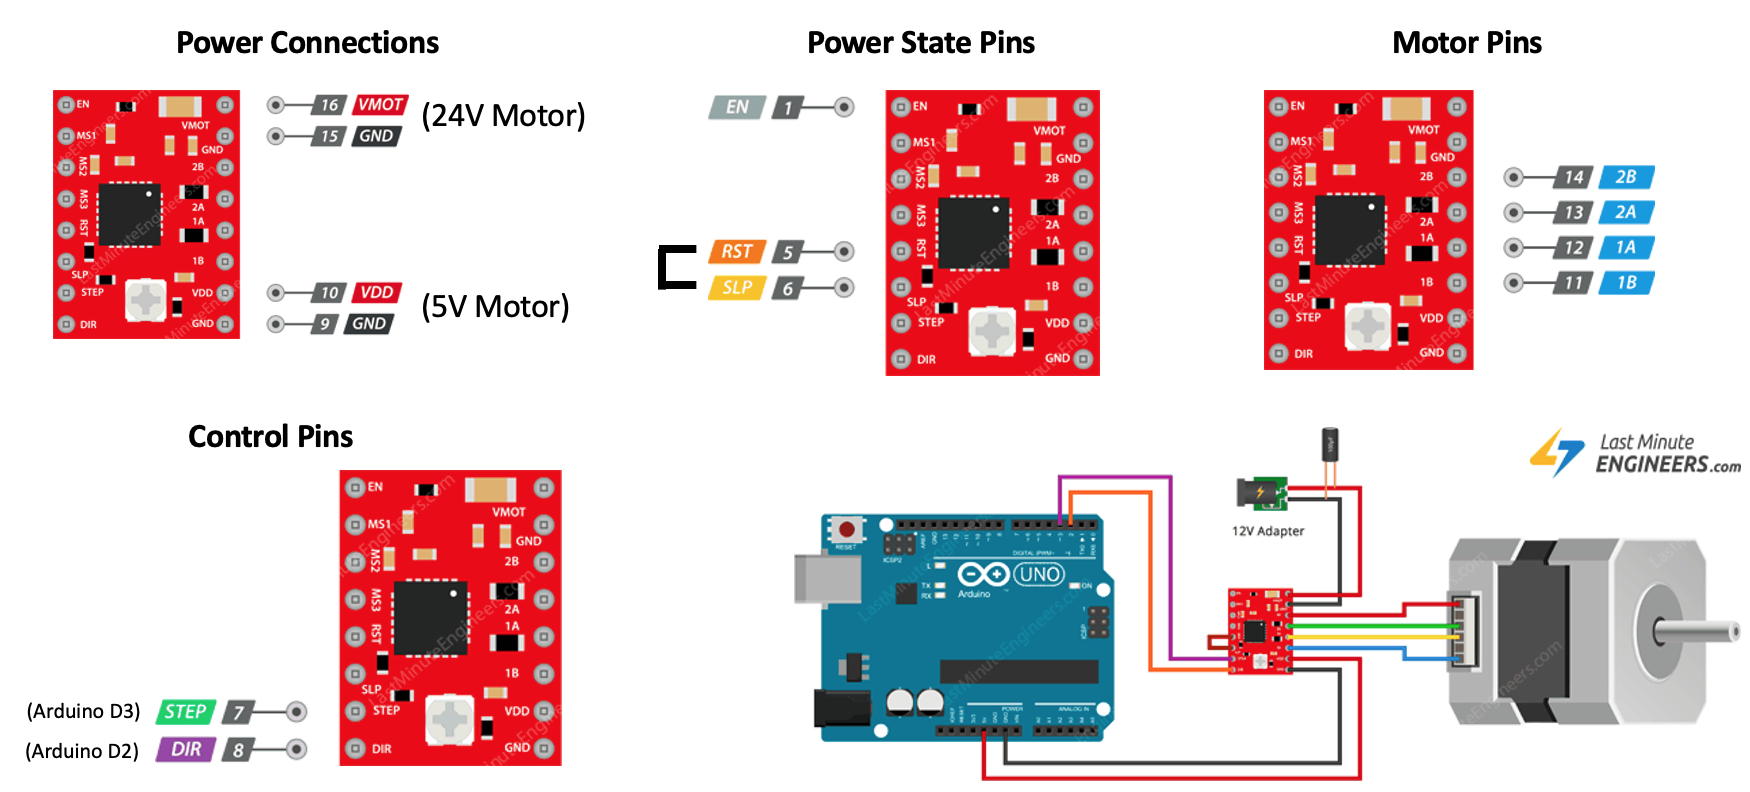 Power Connections
EN
MS1
MS2
MS3
RST
SLP
STEP
DIR
VMOT
GND
2B
2A
1A
1B
VDD
GND
LastMinuteEngineers.com
16 VMOT
15 GND
(24V Motor)
10 VDD
9 GND
(5V Motor)
Power State Pins
EN 1
RST 5
SLP 6
EN
MS1
MS2
MS3
RST
SLP
STEP
DIR
VMOT
GND
2B
2A
1A
1B
VDD
GND
Motor Pins
EN
MS1
MS2
MS3
RST
SLP
STEP
DIR
VMOT
GND
2B
2A
1A
1B
VDD
GND
14 2B
13 2A
12 1A
11 1B
Control Pins
(Arduino D3) STEP 7
(Arduino D2) DIR 8
EN
MS1
MS2
MS3
RST
SLP
STEP
DIR
VMOT
GND
2B
2A
1A
1B
VDD
GND
LastMinuteEngineers.com
RESET
ICSP2
AREF
GND
DIGITAL (PWM~)
L
TX
RX
UNO
Arduino
ON
ICSP
POWER
ANALOG IN
12V Adapter
Last Minute
ENGINEERS.com